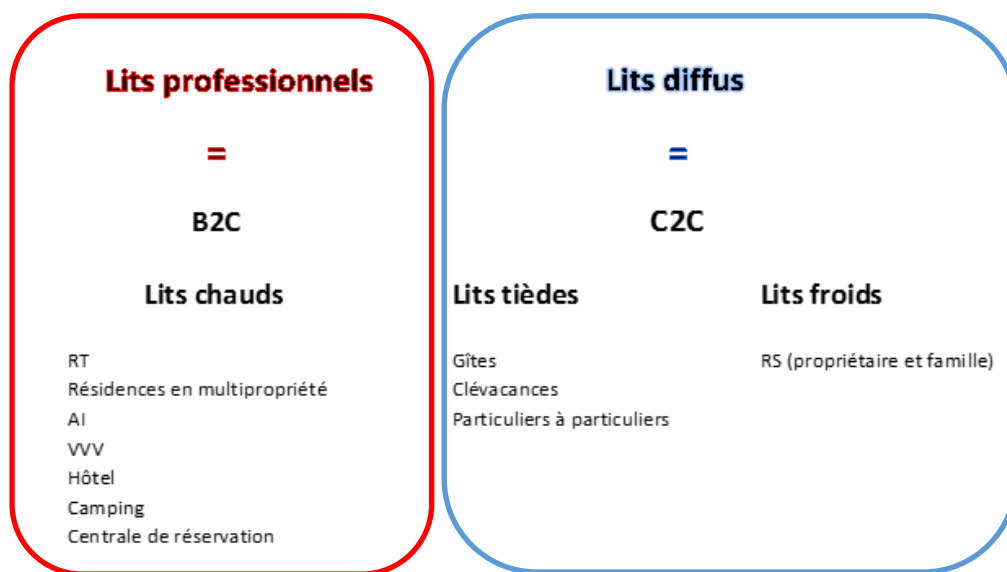 Lits professionnels
=
B2C
Lits chauds
RT
Résidences en multipropriété
AI
VVV
Hôtel
Camping
Centrale de réservation
Lits diffus
=
C2C
Lits tièdes
Gîtes
Clévacances
Particuliers à particuliers
Lits froids
RS (propriétaire et famille)